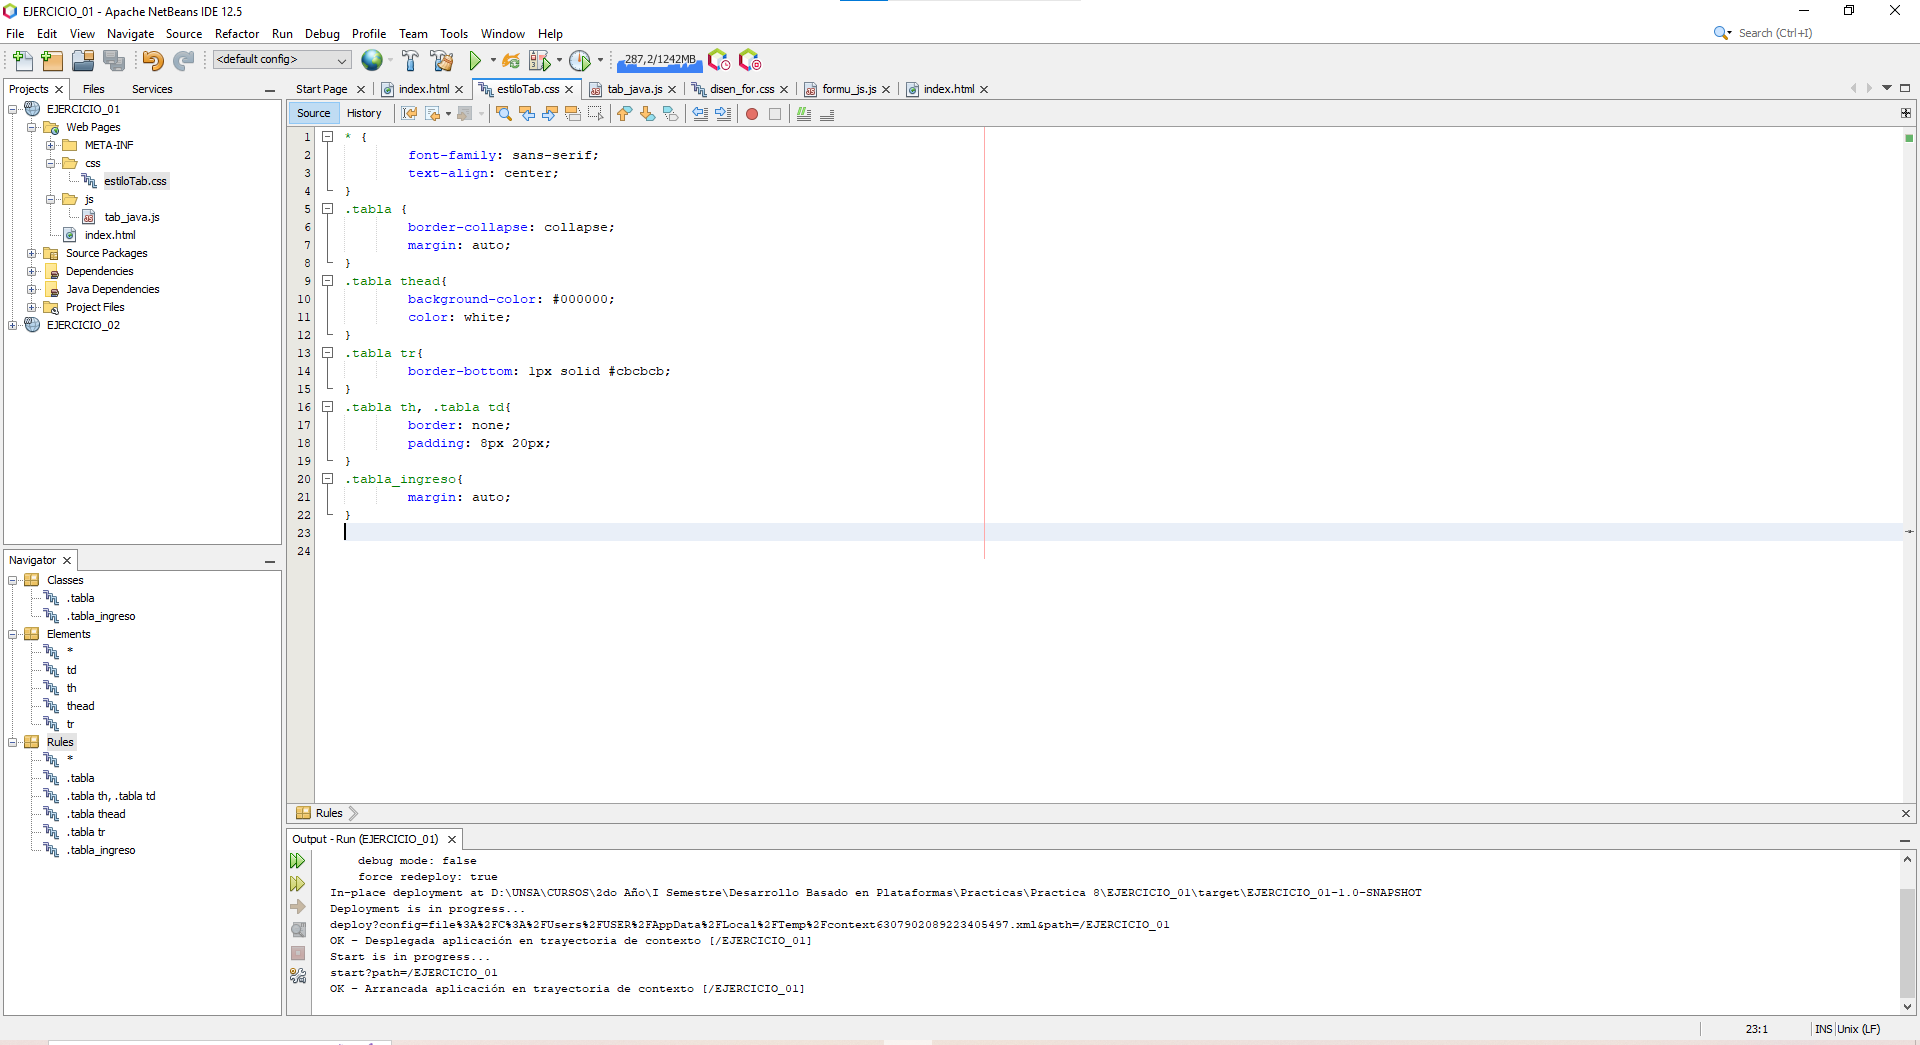 EJERCICIO_01 - Apache NetBeans IDE 12.5
File Edit View Navigate Source Refactor Run Debug Profile Team Tools Window Help
Search (Ctrl+I)
<default config>
287,2/1242MB
Projects Files Services
Start Page index.html estiloTab.css tab_java.js disen_for.css formu_js.js index.html
Source History
EJERCICIO_01
Web Pages
META-INF
css
estiloTab.css
js
tab_java.js
index.html
Source Packages
Dependencies
Java Dependencies
Project Files
EJERCICIO_02
1 * {
2 font-family: sans-serif;
3 text-align: center;
4 }
5 .tabla {
6 border-collapse: collapse;
7 margin: auto;
8 }
9 .tabla thead{
10 background-color: #000000;
11 color: white;
12 }
13 .tabla tr{
14 border-bottom: 1px solid #cbcbcb;
15 }
16 .tabla th, .tabla td{
17 border: none;
18 padding: 8px 20px;
19 }
20 .tabla_ingreso{
21 margin: auto;
22 }
23
24
Navigator
Classes
.tabla
.tabla_ingreso
Elements
*
td
th
thead
tr
Rules
*
.tabla
.tabla th, .tabla td
.tabla thead
.tabla tr
.tabla_ingreso
Rules
Output - Run (EJERCICIO_01)
debug mode: false
force redeploy: true
In-place deployment at D:\UNSA\CURSOS\2do Año\I Semestre\Desarrollo Basado en Plataformas\Practicas\Practica 8\EJERCICIO_01\target\EJERCICIO_01-1.0-SNAPSHOT
Deployment is in progress...
deploy?config=file%3A%2FC%3A%2FUsers%2FUSER%2FAppData%2FLocal%2FTemp%2Fcontext6307902089223405497.xml&path=/EJERCICIO_01
OK - Desplegada aplicación en trayectoria de contexto [/EJERCICIO_01]
Start is in progress...
start?path=/EJERCICIO_01
OK - Arrancada aplicación en trayectoria de contexto [/EJERCICIO_01]
23:1 INS Unix (LF)